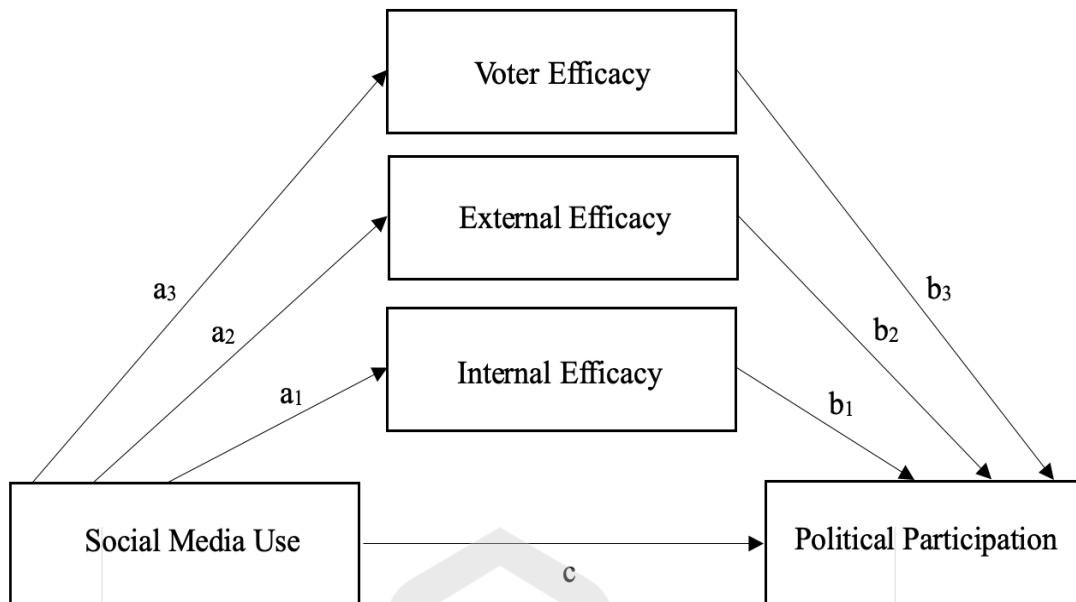 Voter Efficacy
External Efficacy
a3
b3
a2
b2
Internal Efficacy
a1
b1
Social Media Use
Political Participation
c